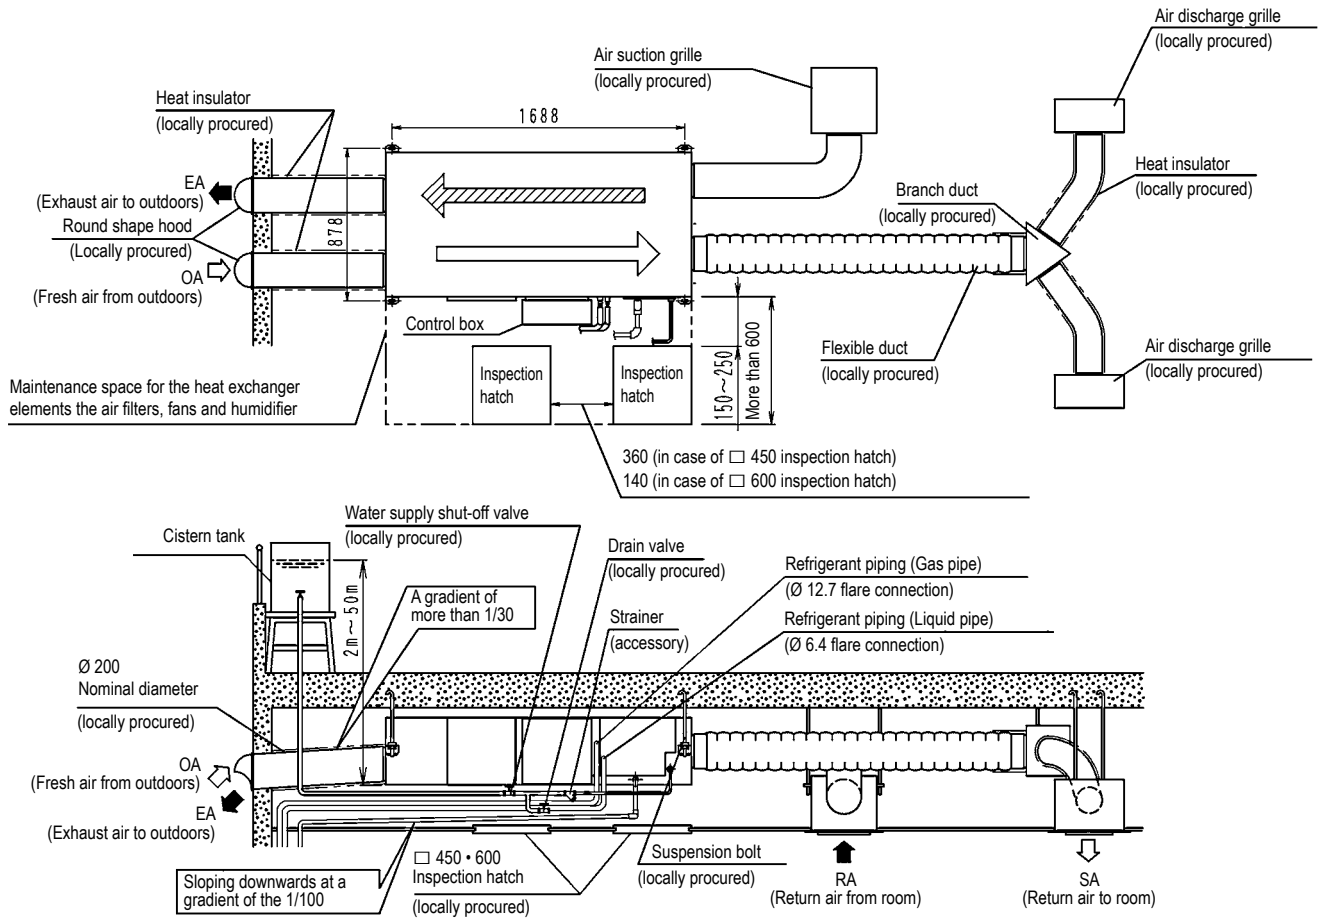 Air discharge grille
(locally procured)
Air suction grille
(locally procured)
Heat insulator
(locally procured)
1688
EA
(Exhaust air to outdoors)
Round shape hood
(Locally procured)
OA
(Fresh air from outdoors)
878
Heat insulator
(locally procured)
Branch duct
(locally procured)
Control box
Flexible duct
(locally procured)
Air discharge grille
(locally procured)
Maintenance space for the heat exchanger
elements the air filters, fans and humidifier
Inspection
hatch
Inspection
hatch
150~250
More than 600
360 (in case of □ 450 inspection hatch)
140 (in case of □ 600 inspection hatch)
Water supply shut-off valve
(locally procured)
Cistern tank
Drain valve
(locally procured)
Refrigerant piping (Gas pipe)
(Ø 12.7 flare connection)
2m~50m
A gradient of
more than 1/30
Strainer
(accessory)
Refrigerant piping (Liquid pipe)
(Ø 6.4 flare connection)
Ø 200
Nominal diameter
(locally procured)
OA
(Fresh air from outdoors)
EA
(Exhaust air to outdoors)
Sloping downwards at a
gradient of the 1/100
□ 450 • 600
Inspection hatch
(locally procured)
Suspension bolt
(locally procured)
RA
(Return air from room)
SA
(Return air to room)